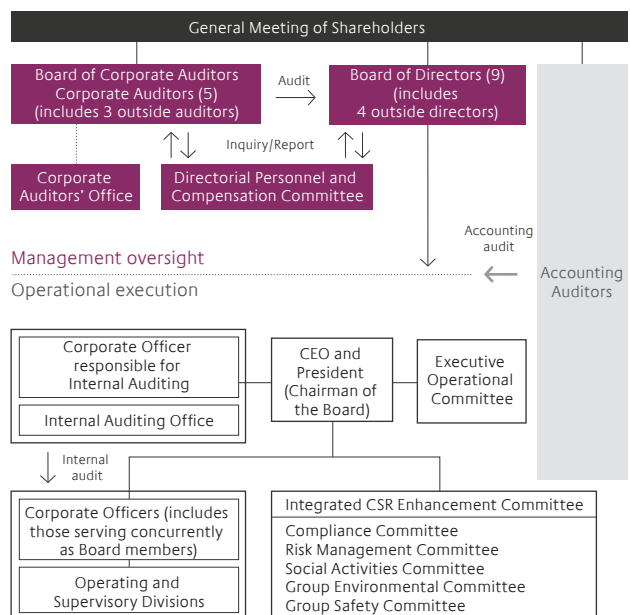 General Meeting of Shareholders
Board of Corporate Auditors
Corporate Auditors (5)
(includes 3 outside auditors)
Audit
Board of Directors (9)
(includes
4 outside directors)
Inquiry/Report
Corporate
Auditors' Office
Directorial Personnel and
Compensation Committee
Accounting
audit
Accounting
Auditors
Management oversight
Operational execution
Corporate Officer
responsible for
Internal Auditing
Internal Auditing Office
CEO and
President
(Chairman of
the Board)
Executive
Operational
Committee
Internal
audit
Corporate Officers (includes
those serving concurrently
as Board members)
Operating and
Supervisory Divisions
Integrated CSR Enhancement Committee
Compliance Committee
Risk Management Committee
Social Activities Committee
Group Environmental Committee
Group Safety Committee